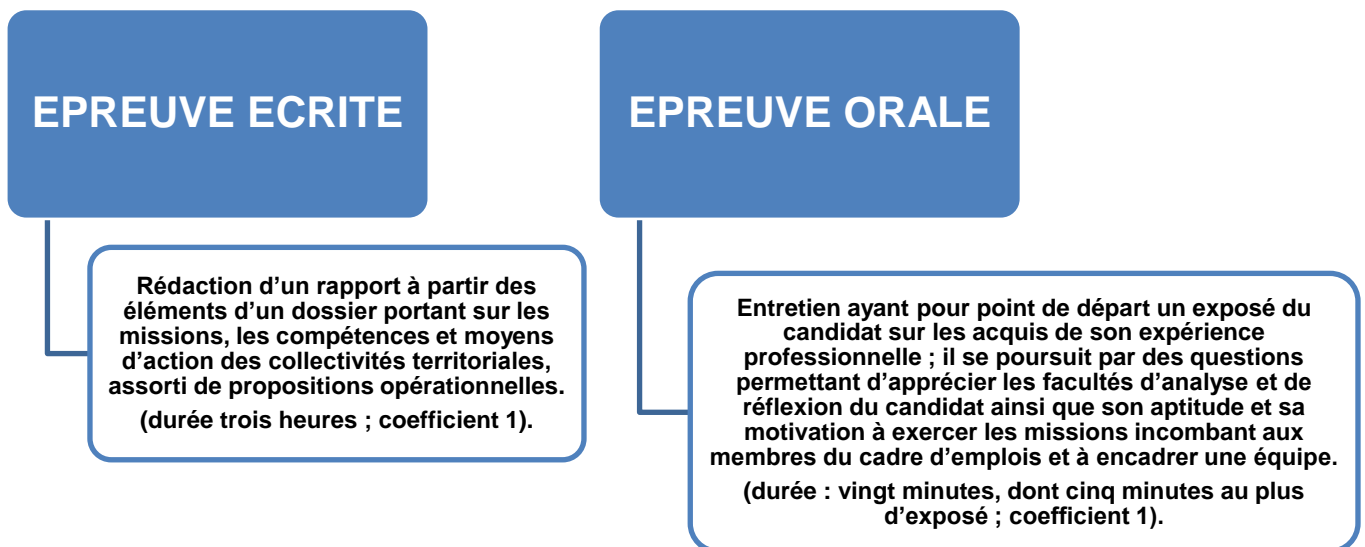 EPREUVE ECRITE
Rédaction d’un rapport à partir des
éléments d’un dossier portant sur les
missions, les compétences et moyens
d’action des collectivités territoriales,
assorti de propositions opérationnelles.
(durée trois heures ; coefficient 1).
EPREUVE ORALE
Entretien ayant pour point de départ un exposé du
candidat sur les acquis de son expérience
professionnelle ; il se poursuit par des questions
permettant d’apprécier les facultés d’analyse et de
réflexion du candidat ainsi que son aptitude et sa
motivation à exercer les missions incombant aux
membres du cadre d’emplois et à encadrer une équipe.
(durée : vingt minutes, dont cinq minutes au plus
d’exposé ; coefficient 1).